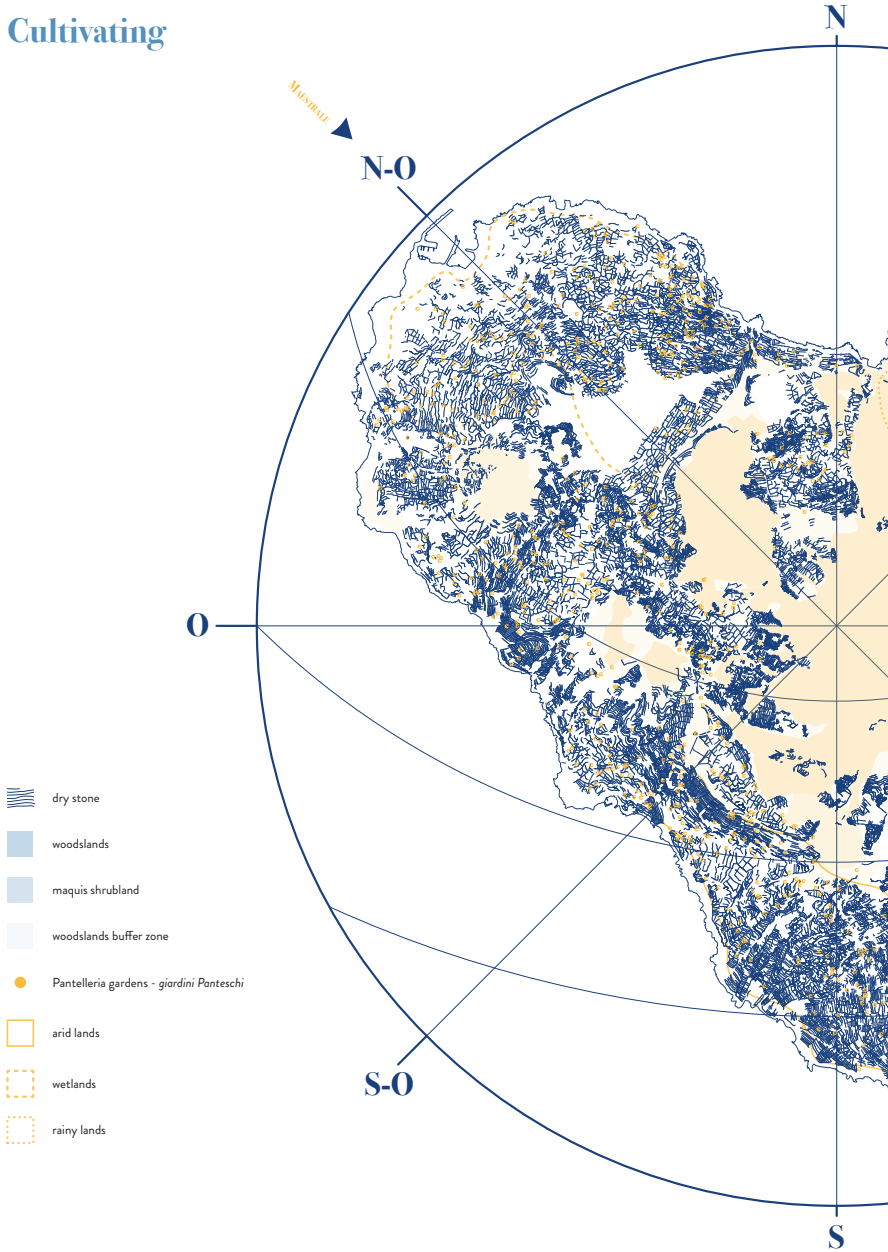 Cultivating
N
MAESTRALE
N-O
O
dry stone
woodslands
maquis shrubland
woodslands buffer zone
Pantelleria gardens - giardini Panteschi
arid lands
wetlands
rainy lands
S-O
S